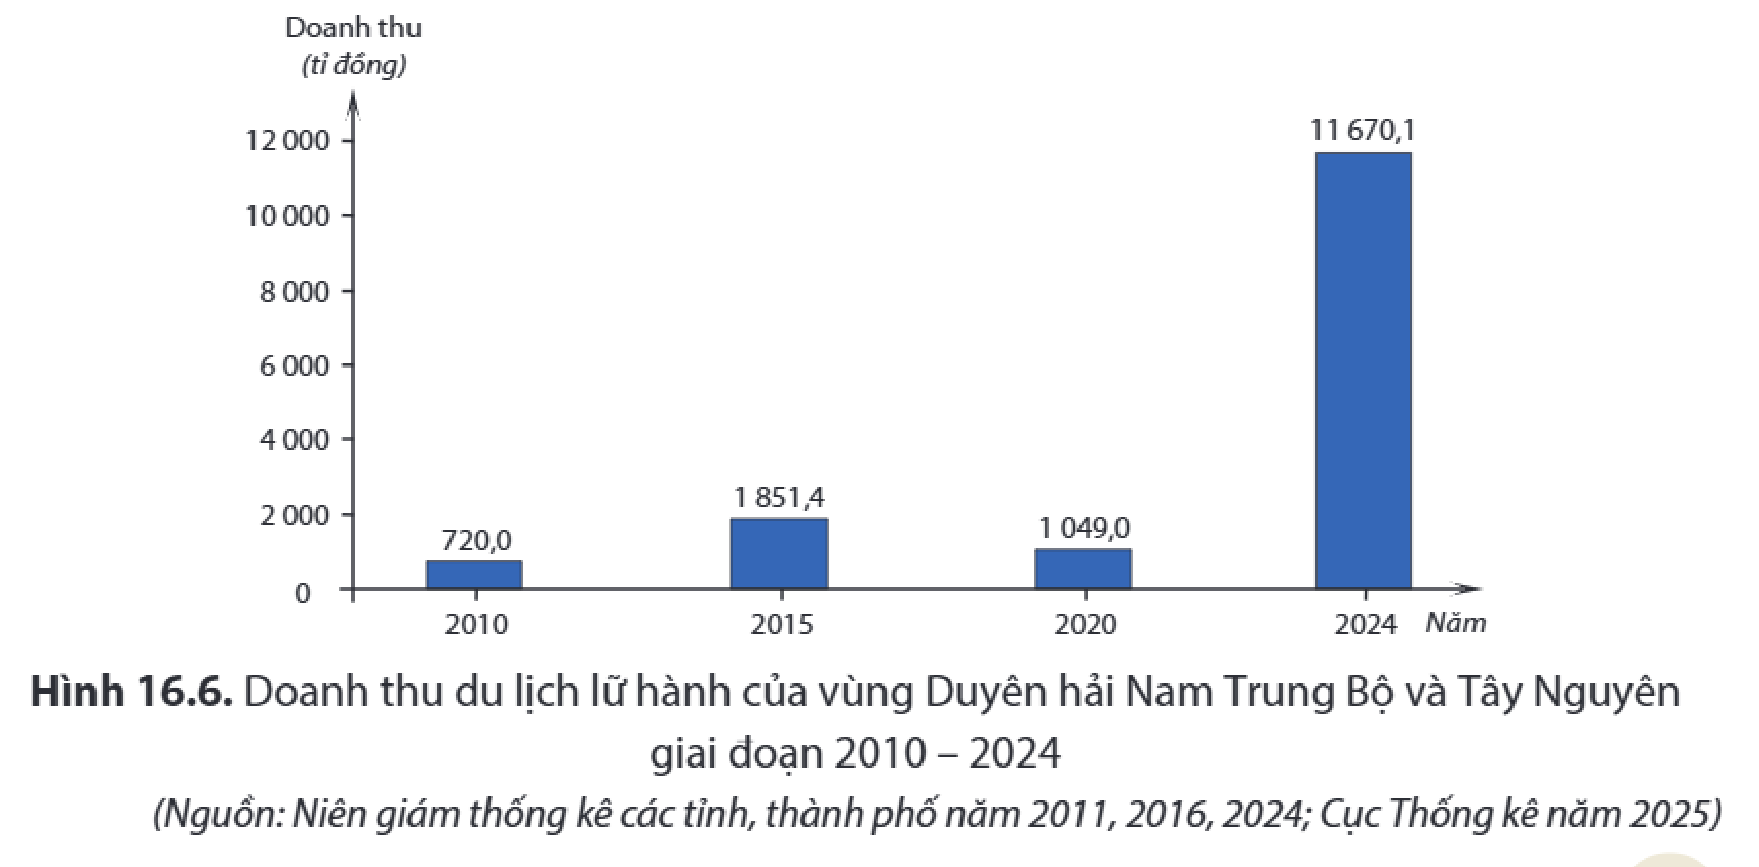 Doanh thu
(tỉ đồng)
12 000
10 000
8 000
6 000
4 000
2 000
0
720,0
1 851,4
1 049,0
11 670,1
2010
2015
2020
2024
Năm
Hình 16.6. Doanh thu du lịch lữ hành của vùng Duyên hải Nam Trung Bộ và Tây Nguyên
giai đoạn 2010 – 2024
(Nguồn: Niên giám thống kê các tỉnh, thành phố năm 2011, 2016, 2024; Cục Thống kê năm 2025)